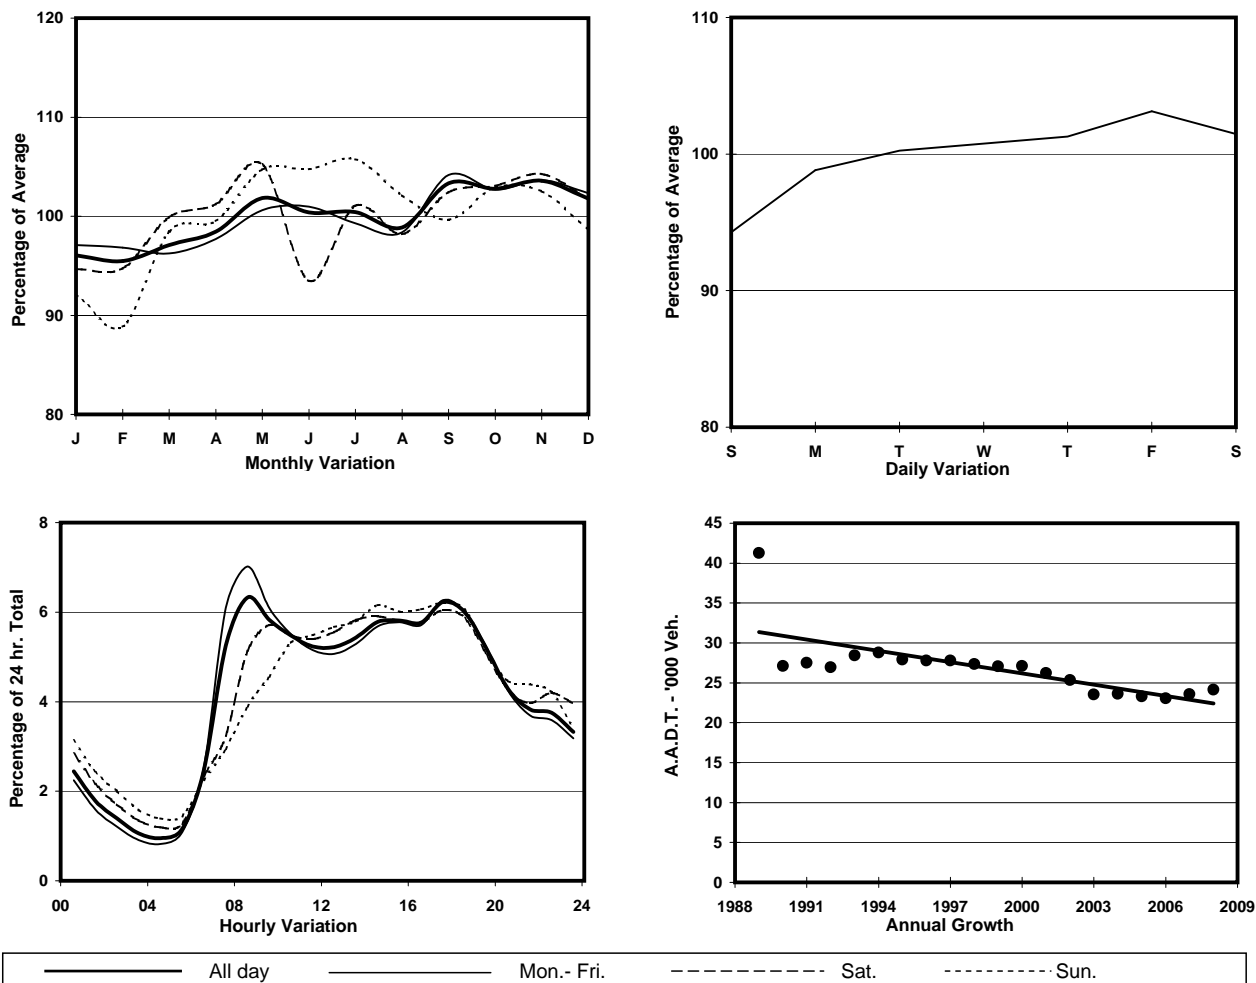 120
110
100
90
80
Percentage of Average
J F M A M J J A S O N D
Monthly Variation
110
100
90
80
Percentage of Average
S M T W T F S
Daily Variation
8
6
4
2
0
Percentage of 24 hr. Total
00 04 08 12 16 20 24
Hourly Variation
45
40
35
30
25
20
15
10
5
0
A.A.D.T. - '000 Veh.
1988 1991 1994 1997 2000 2003 2006 2009
Annual Growth
All day Mon.- Fri. Sat. Sun.